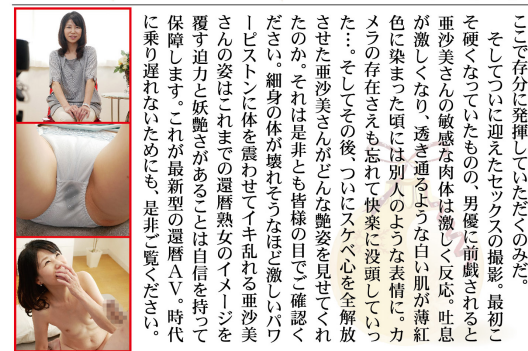 ここで存分に発揮していただくのみだ。
　そしてついに迎えたセックスの撮影。最初こ
そ硬くなっていたものの、男優に前戯されると
亜沙美さんの敏感な肉体は激しく反応。吐息
が激しくなり、透き通るような白い肌が薄紅
色に染まった頃には別人のような表情に。カ
メラの存在さえも忘れて快楽に没頭していっ
た…。そしてその後、ついにスケベ心を全解放
させた亜沙美さんがどんな艶姿を見せてくれ
たのか。それは是非とも皆様の目でご確認く
ださい。細身の体が壊れそうなほど激しいパワ
ーピストンに体を震わせてイキ乱れる亜沙美
さんの姿はこれまでの還暦熟女のイメージを
覆す迫力と妖艶さがあることは自信を持って
保障します。これが最新型の還暦AV。時代
に乗り遅れないためにも、是非ご覧ください。